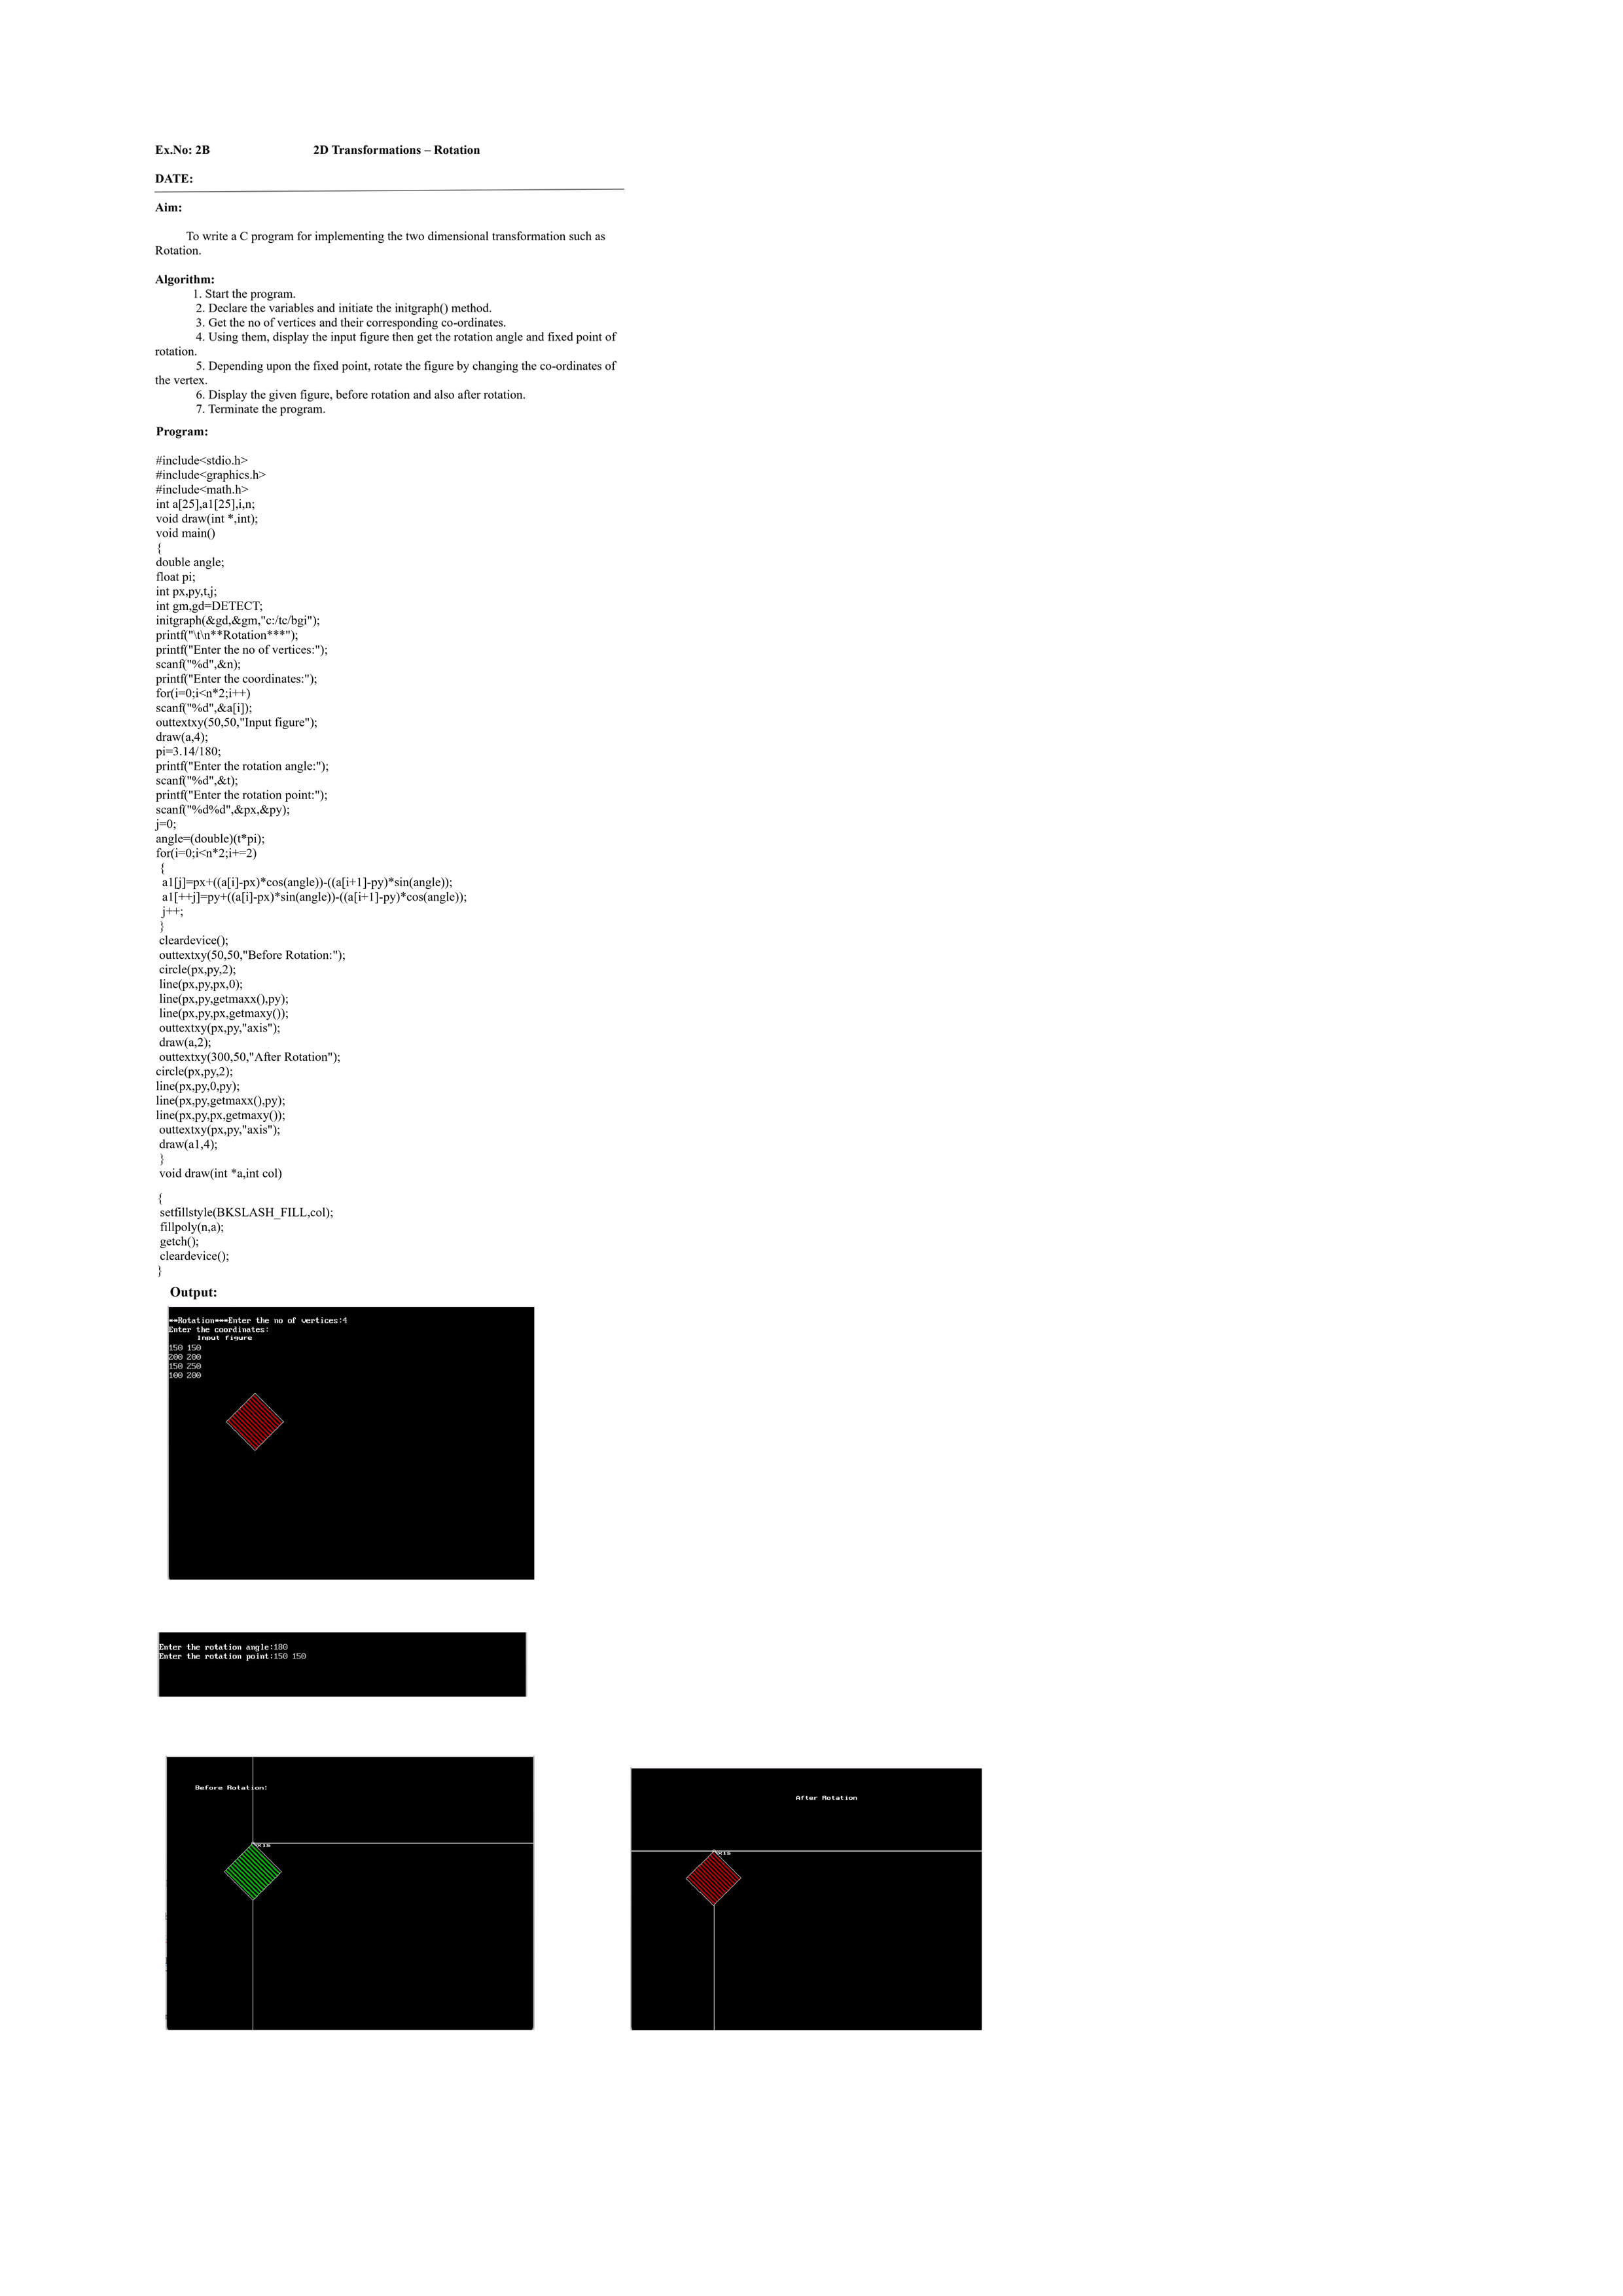 Ex.No: 2B 2D Transformations – Rotation
DATE:
Aim:
To write a C program for implementing the two dimensional transformation such as
Rotation.
Algorithm:
1. Start the program.
2. Declare the variables and initiate the initgraph() method.
3. Get the no of vertices and their corresponding co-ordinates.
4. Using them, display the input figure then get the rotation angle and fixed point of
rotation.
5. Depending upon the fixed point, rotate the figure by changing the co-ordinates of
the vertex.
6. Display the given figure, before rotation and also after rotation.
7. Terminate the program.
Program:
#include<stdio.h>
#include<graphics.h>
#include<math.h>
int a[25],a1[25],i,n;
void draw(int *,int);
void main()
{
double angle;
float pi;
int px,py,t,j;
int gm,gd=DETECT;
initgraph(&gd,&gm,"c:/tc/bgi");
printf("\t\n**Rotation***");
printf("Enter the no of vertices:");
scanf("%d",&n);
printf("Enter the coordinates:");
for(i=0;i<n*2;i++)
scanf("%d",&a[i]);
outtextxy(50,50,"Input figure");
draw(a,4);
pi=3.14/180;
printf("Enter the rotation angle:");
scanf("%d",&t);
printf("Enter the rotation point:");
scanf("%d%d",&px,&py);
j=0;
angle=(double)(t*pi);
for(i=0;i<n*2;i+=2)
{
a1[j]=px+((a[i]-px)*cos(angle))-((a[i+1]-py)*sin(angle));
a1[++j]=py+((a[i]-px)*sin(angle))-((a[i+1]-py)*cos(angle));
j++;
}
cleardevice();
outtextxy(50,50,"Before Rotation:");
circle(px,py,2);
line(px,py,px,0);
line(px,py,getmaxx(),py);
line(px,py,px,getmaxy());
outtextxy(px,py,"axis");
draw(a,2);
outtextxy(300,50,"After Rotation");
circle(px,py,2);
line(px,py,0,py);
line(px,py,getmaxx(),py);
line(px,py,px,getmaxy());
outtextxy(px,py,"axis");
draw(a1,4);
}
void draw(int *a,int col)
{
setfillstyle(BKSLASH_FILL,col);
fillpoly(n,a);
getch();
cleardevice();
}
Output:
**Rotation***Enter the no of vertices:4
Enter the coordinates:
Input figure
150 150
200 200
150 250
100 200
Enter the rotation angle:180
Enter the rotation point:150 150
Before Rotation:
After Rotation